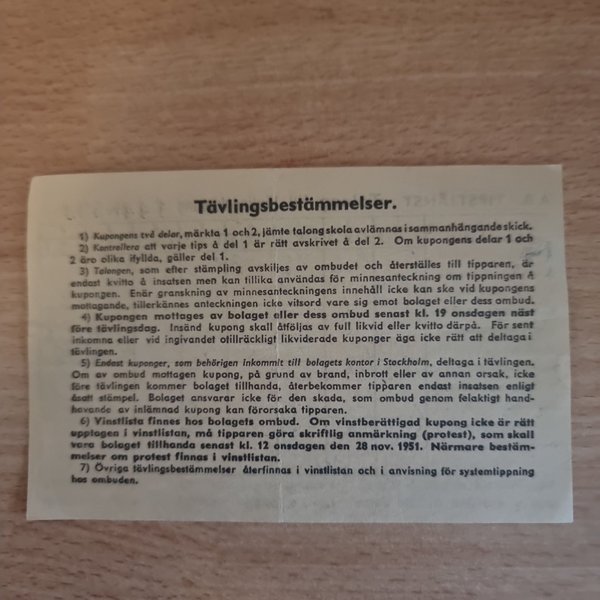 Tävlingsbestämmelser.
1) Kupongens två delar, märkta 1 och 2, jämte talong skola avlämnas i sammanhängande skick.
2) Kontrollera att varje tips å del 1 är rätt avskrivet å del 2. Om kupongens delar 1 och
2 äro olika ifyllda, gäller del 1.
3) Talongen, som efter stämpling avskiljes av ombudet och återställes till tipparen, är
endast kvitto å insatsen men kan tillika användas för minnesanteckning om tippningen å
kupongen. Enär granskning av minnesanteckningens innehåll icke kan ske vid kupongens
mottagande, tillerkännes anteckningen icke vitsord vare sig emot bolaget eller dess ombud.
4) Kupongen mottages av bolaget eller dess ombud senast kl. 19 onsdagen näst
före tävlingsdag. Insänd kupong skall åtföljas av full likvid eller kvitto därpå. För sent
inkomna eller vid ingivandet otillräckligt likviderade kuponger äga icke rätt att deltaga i
tävlingen.
5) Endast kuponger, som behörigen inkommit till bolagets kontor i Stockholm, deltaga i tävlingen.
Om av ombud mottagen kupong, på grund av brand, inbrott eller av annan orsak, icke
före tävlingen kommer bolaget tillhanda, återbekommer tipparen endast insatsen enligt
åsatt stämpel. Bolaget ansvarar icke för den skada, som ombud genom felaktigt hand-
havande av inlämnad kupong kan förorsaka tipparen.
6) Vinstlista finnes hos bolagets ombud. Om vinstberättigad kupong icke är rätt
upptagen i vinstlistan, må tipparen göra skriftlig anmärkning (protest), som skall
vara bolaget tillhanda senast kl. 12 onsdagen den 28 nov. 1951. Närmare bestäm-
melser om protest finnas i vinstlistan.
7) Övriga tävlingsbestämmelser återfinnas i vinstlistan och i anvisning för systemtippning
hos ombuden.